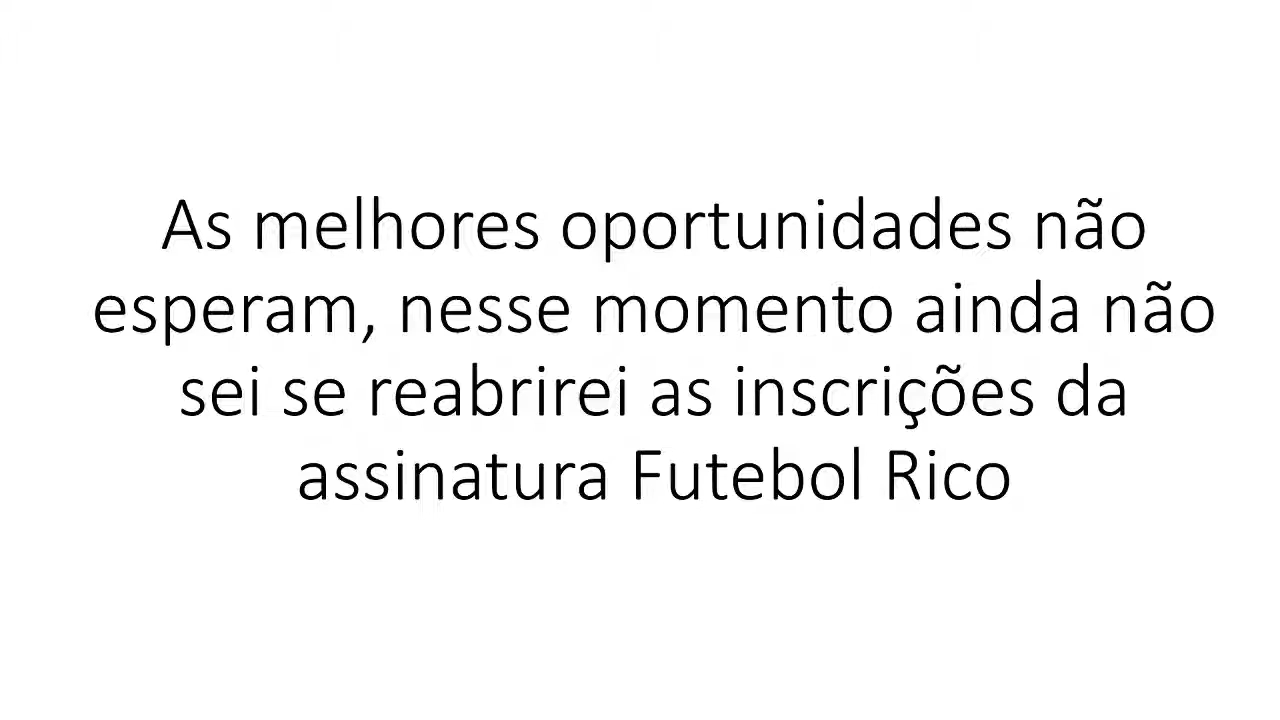 As melhores oportunidades não
esperam, nesse momento ainda não
sei se reabrirei as inscrições da
assinatura Futebol Rico